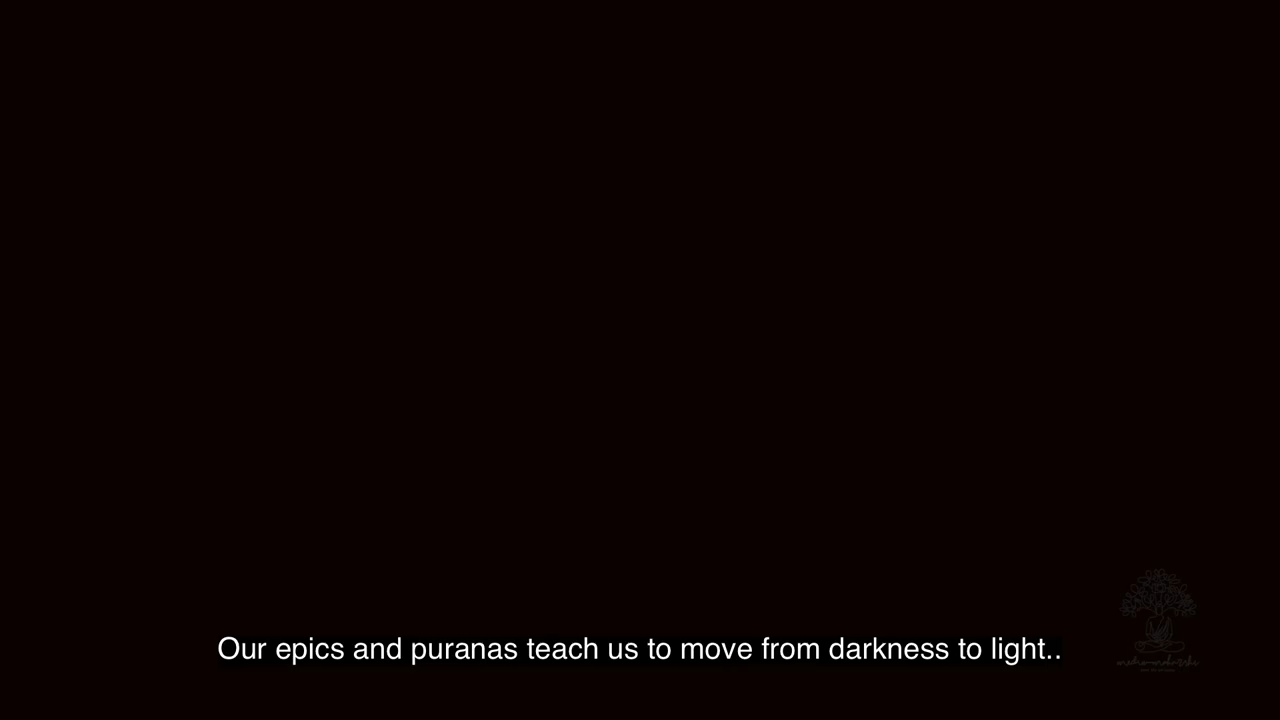 Our epics and puranas teach us to move from darkness to light..